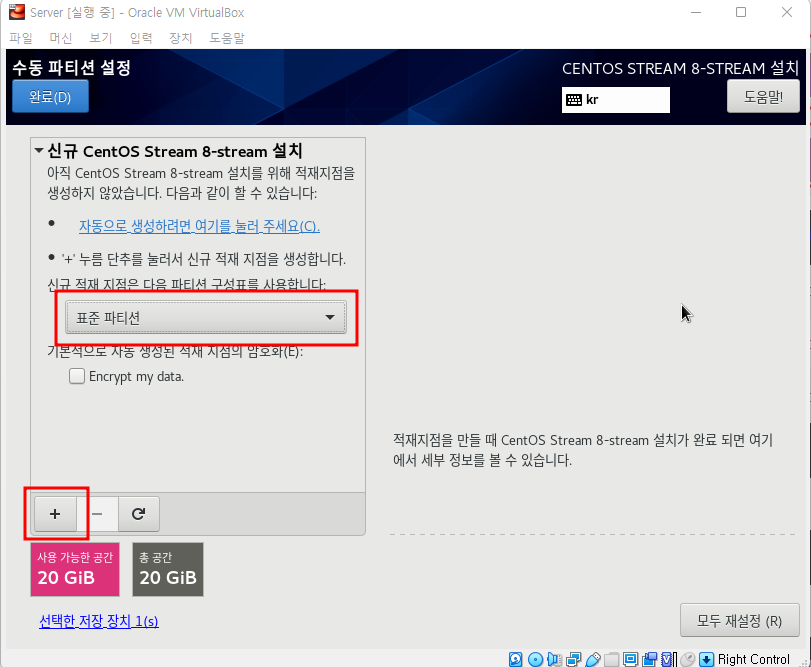 Server [실행 중] - Oracle VM VirtualBox
파일 머신 보기 입력 장치 도움말
수동 파티션 설정
CENTOS STREAM 8-STREAM 설치
완료(D)
kr
도움말!
신규 CentOS Stream 8-stream 설치
아직 CentOS Stream 8-stream 설치를 위해 적재지점을
생성하지 않았습니다. 다음과 같이 할 수 있습니다:
• 자동으로 생성하려면 여기를 눌러 주세요(C).
• '+' 누름 단추를 눌러서 신규 적재 지점을 생성합니다.
신규 적재 지점은 다음 파티션 구성표를 사용합니다:
표준 파티션
기본적으로 자동 생성된 적재 지점의 암호화(E):
Encrypt my data.
적재지점을 만들 때 CentOS Stream 8-stream 설치가 완료 되면 여기
에서 세부 정보를 볼 수 있습니다.
+ −
사용 가능한 공간
20 GiB
총 공간
20 GiB
선택한 저장 장치 1(s)
모두 재설정 (R)
Right Control